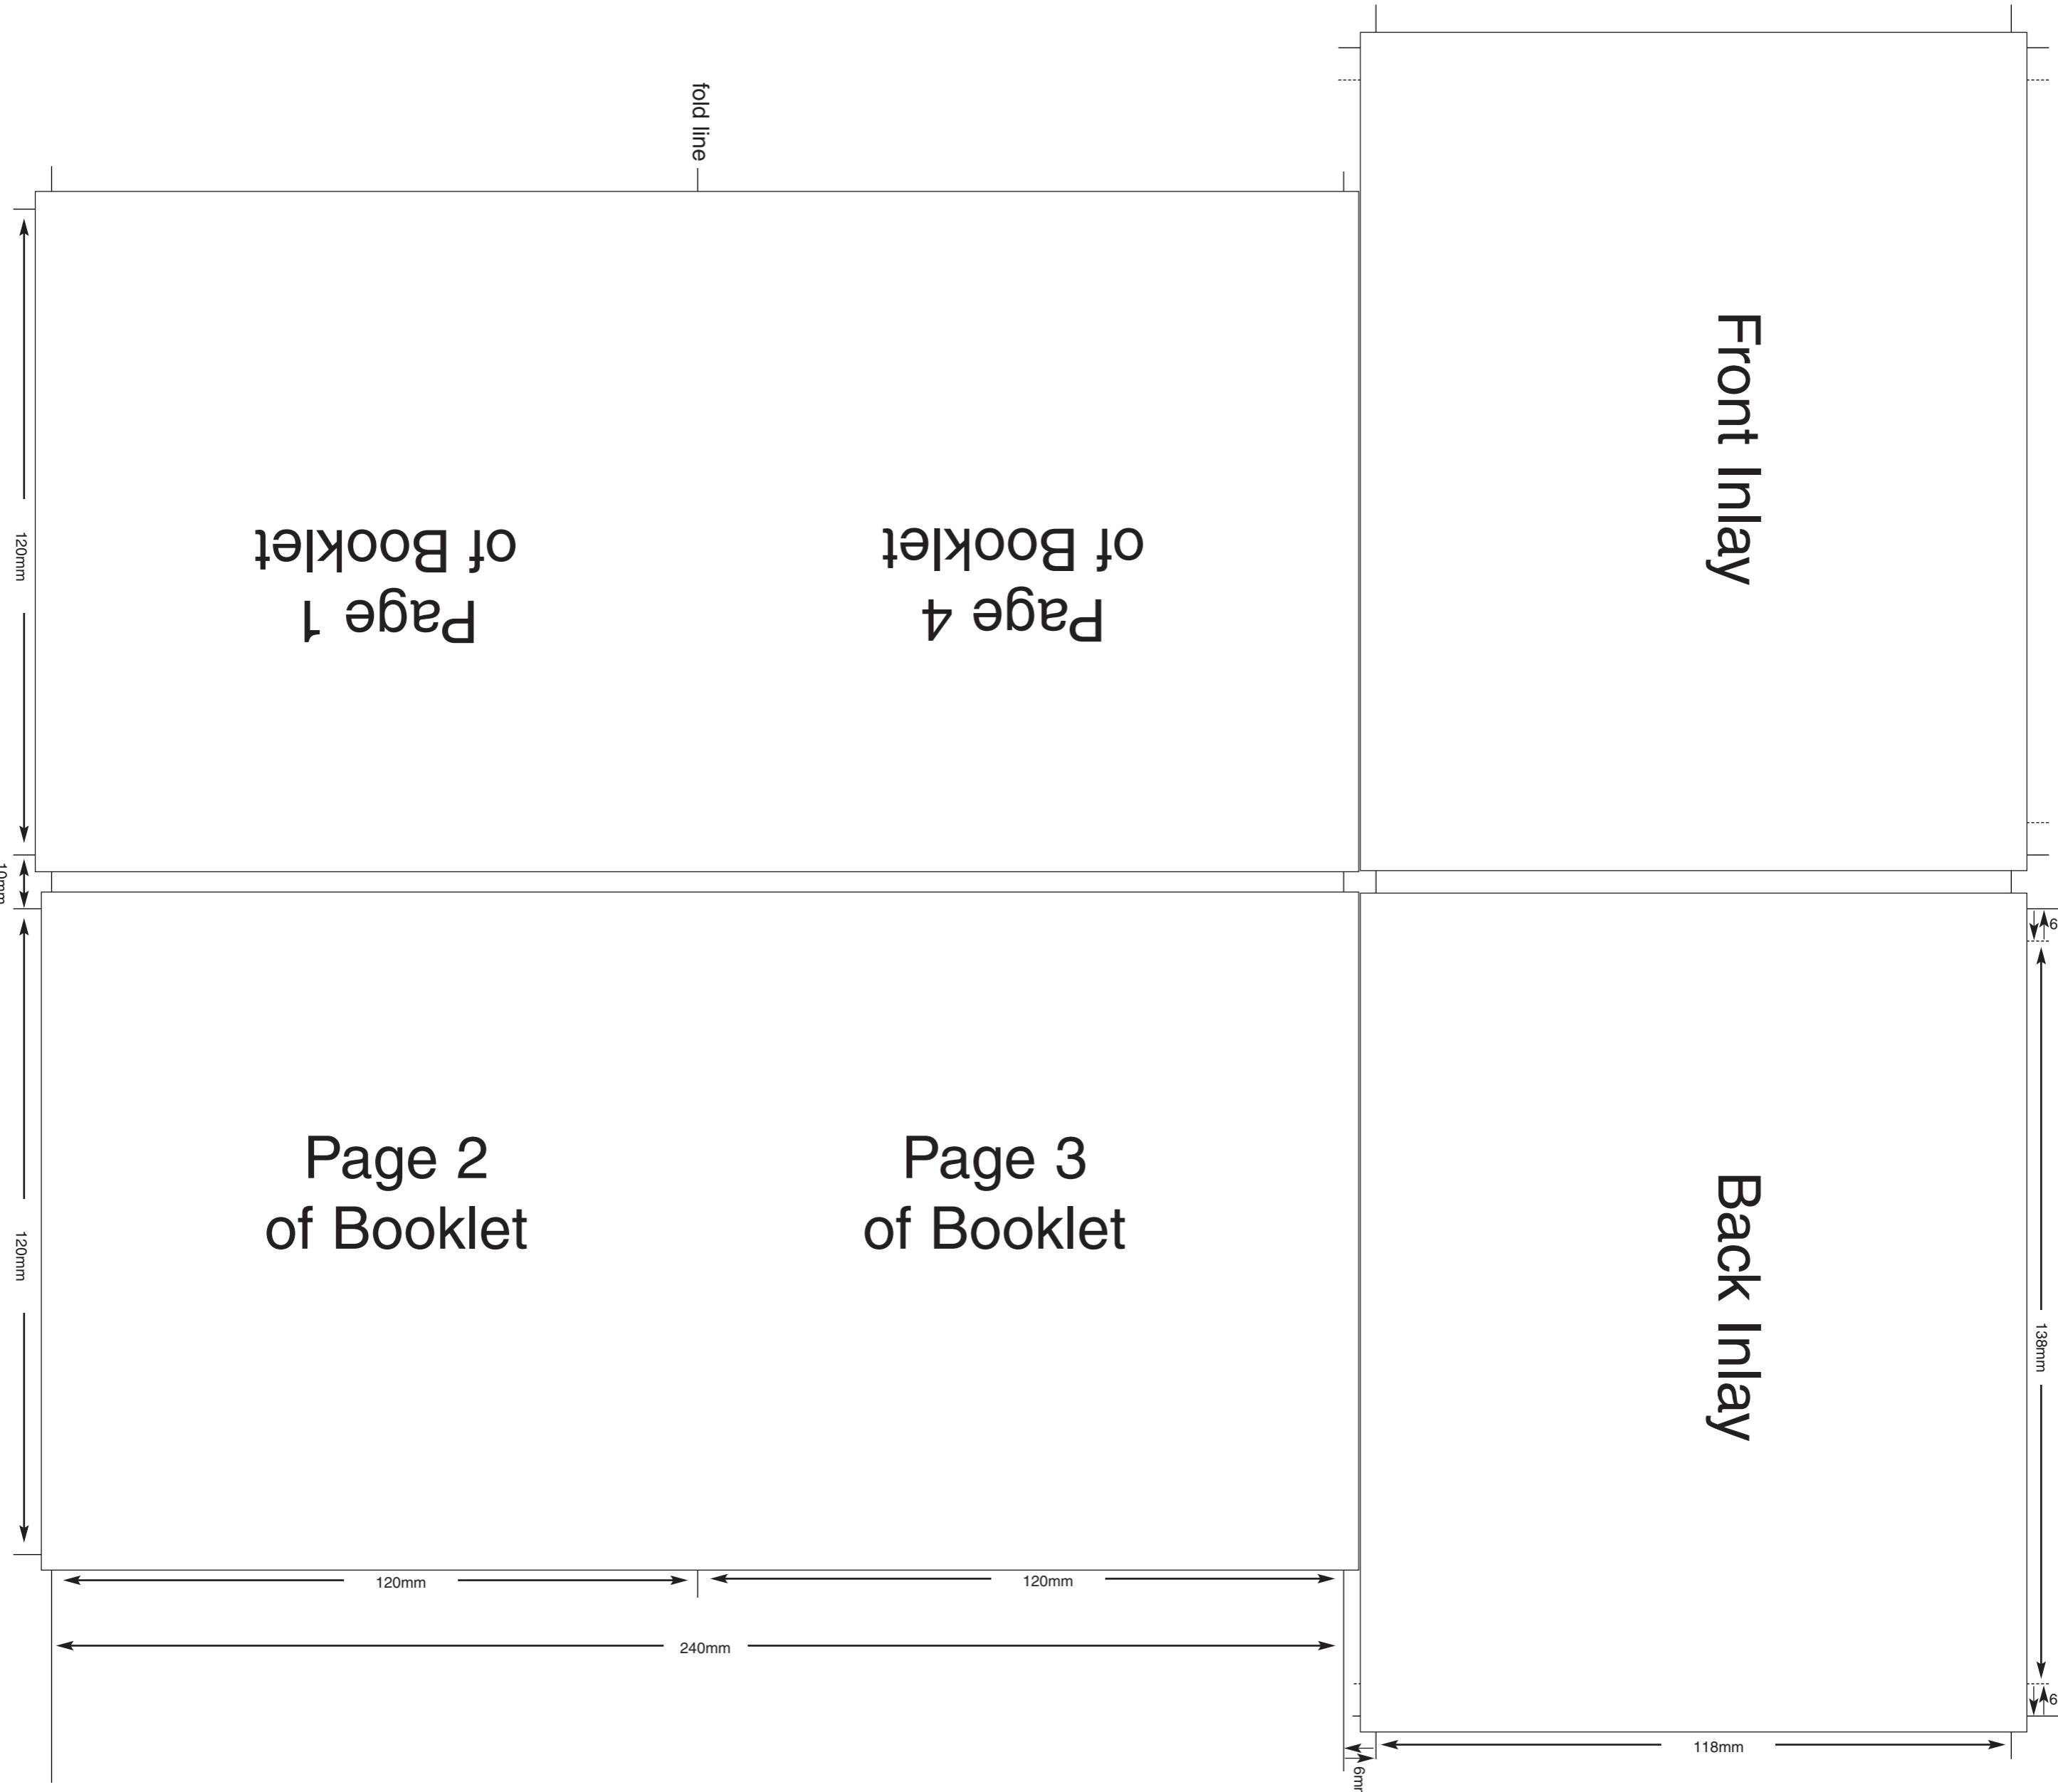 fold line
Page 1
of Booklet
Page 4
of Booklet
Front Inlay
120mm
10mm
Page 2
of Booklet
Page 3
of Booklet
Back Inlay
120mm
6
138mm
6
120mm
120mm
240mm
118mm